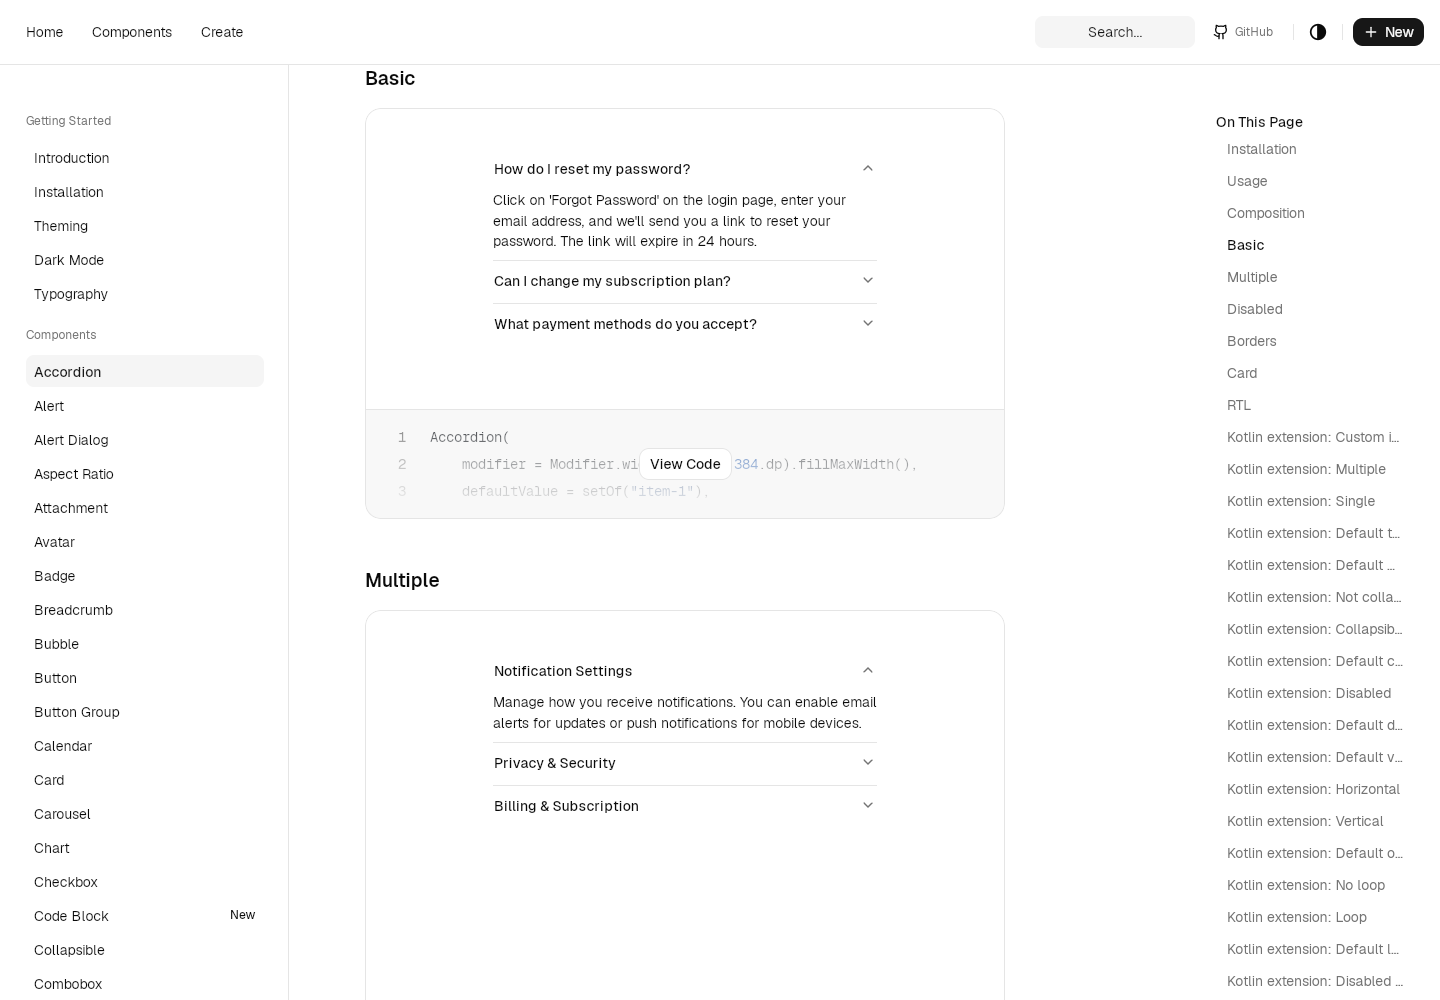 Home
Components
Create
Search...
GitHub
New
Getting Started
Introduction
Installation
Theming
Dark Mode
Typography
Components
Accordion
Alert
Alert Dialog
Aspect Ratio
Attachment
Avatar
Badge
Breadcrumb
Bubble
Button
Button Group
Calendar
Card
Carousel
Chart
Checkbox
Code Block
New
Collapsible
Combobox
Basic
How do I reset my password?
Click on 'Forgot Password' on the login page, enter your
email address, and we'll send you a link to reset your
password. The link will expire in 24 hours.
Can I change my subscription plan?
What payment methods do you accept?
1 Accordion(
2 modifier = Modifier.wi 384.dp).fillMaxWidth(),
View Code
3 defaultValue = setOf("item-1"),
Multiple
Notification Settings
Manage how you receive notifications. You can enable email
alerts for updates or push notifications for mobile devices.
Privacy & Security
Billing & Subscription
On This Page
Installation
Usage
Composition
Basic
Multiple
Disabled
Borders
Card
RTL
Kotlin extension: Custom i...
Kotlin extension: Multiple
Kotlin extension: Single
Kotlin extension: Default t...
Kotlin extension: Default ...
Kotlin extension: Not colla...
Kotlin extension: Collapsib...
Kotlin extension: Default c...
Kotlin extension: Disabled
Kotlin extension: Default d...
Kotlin extension: Default v...
Kotlin extension: Horizontal
Kotlin extension: Vertical
Kotlin extension: Default o...
Kotlin extension: No loop
Kotlin extension: Loop
Kotlin extension: Default l...
Kotlin extension: Disabled ...